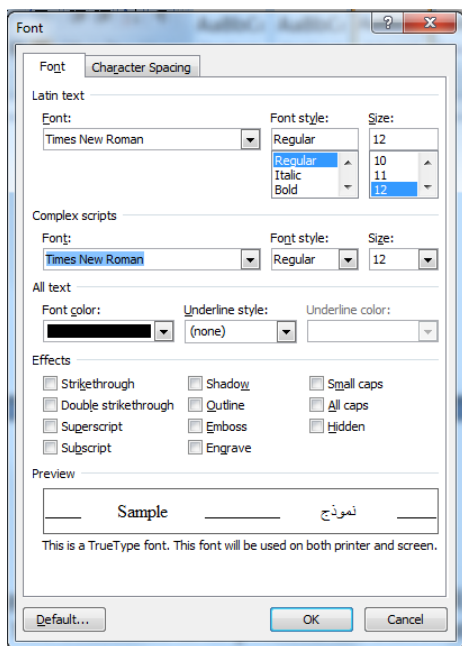 Font
Font
Character Spacing
Latin text
Font:
Font style:
Size:
Times New Roman
Regular
12
Regular
10
Italic
11
Bold
12
Complex scripts
Font:
Font style:
Size:
Times New Roman
Regular
12
All text
Font color:
Underline style:
Underline color:
(none)
Effects
Strikethrough
Shadow
Small caps
Double strikethrough
Outline
All caps
Superscript
Emboss
Hidden
Subscript
Engrave
Preview
Sample
نموذج
This is a TrueType font. This font will be used on both printer and screen.
Default...
OK
Cancel